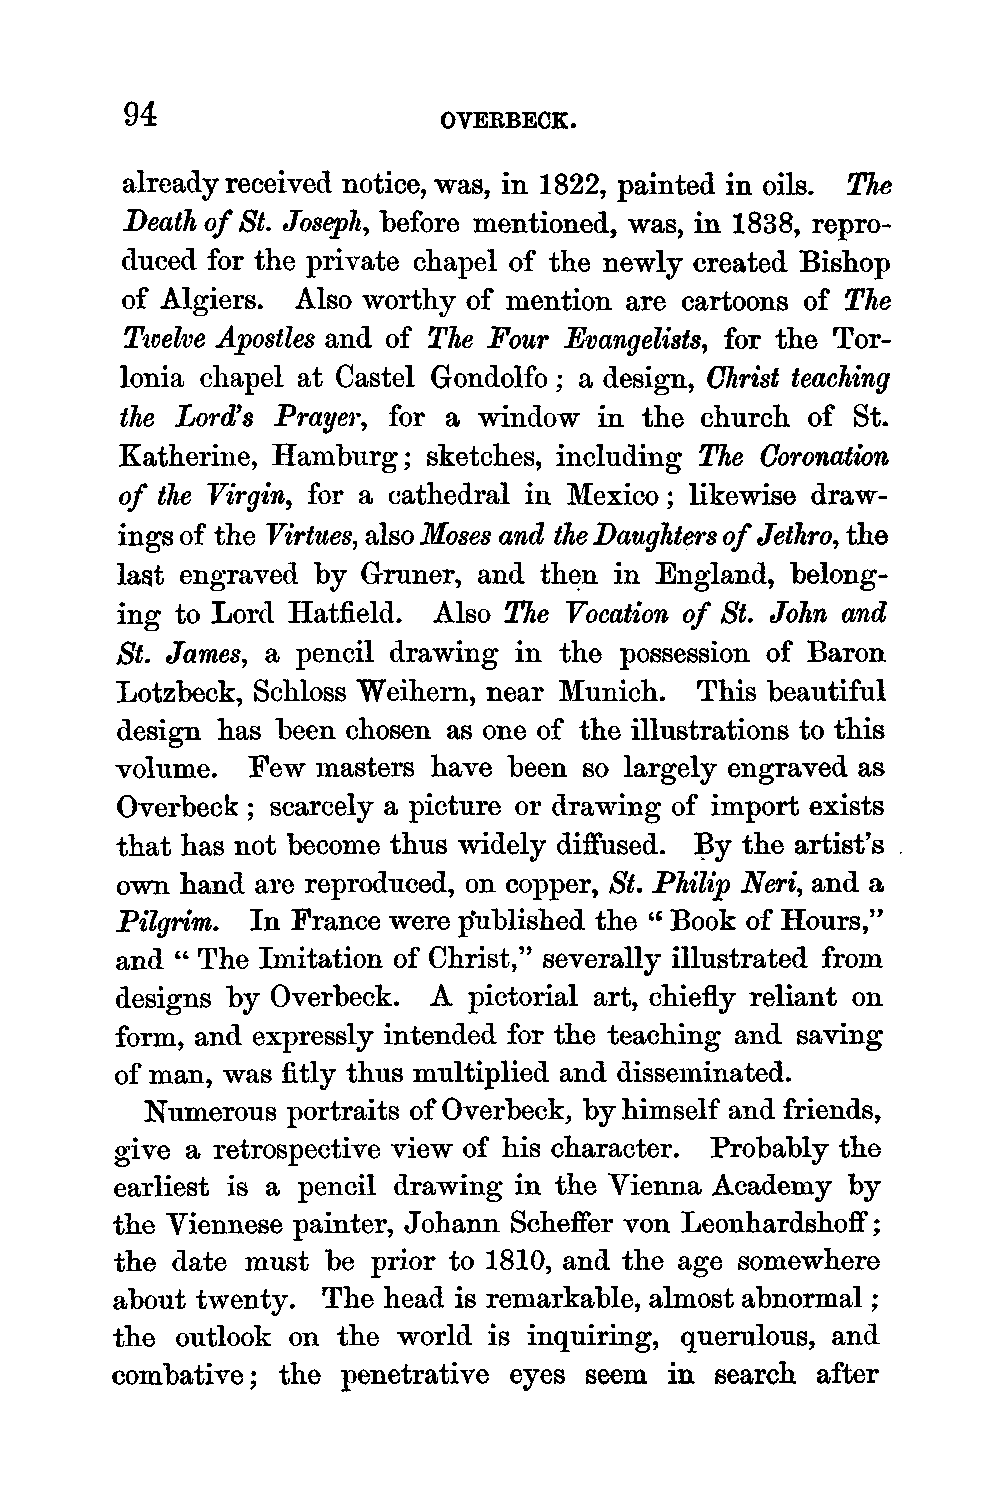 94 OVERBECK.
already received notice, was, in 1822, painted in oils. The
Death of St. Joseph, before mentioned, was, in 1838, repro-
duced for the private chapel of the newly created Bishop
of Algiers. Also worthy of mention are cartoons of The
Twelve Apostles and of The Four Evangelists, for the Tor-
lonia chapel at Castel Gondolfo; a design, Christ teaching
the Lord's Prayer, for a window in the church of St.
Katherine, Hamburg; sketches, including The Coronation
of the Virgin, for a cathedral in Mexico; likewise draw-
ings of the Virtues, also Moses and the Daughters of Jethro, the
last engraved by Gruner, and then in England, belong-
ing to Lord Hatfield. Also The Vocation of St. John and
St. James, a pencil drawing in the possession of Baron
Lotzbeck, Schloss Weihern, near Munich. This beautiful
design has been chosen as one of the illustrations to this
volume. Few masters have been so largely engraved as
Overbeck; scarcely a picture or drawing of import exists
that has not become thus widely diffused. By the artist's
own hand are reproduced, on copper, St. Philip Neri, and a
Pilgrim. In France were published the "Book of Hours,"
and "The Imitation of Christ," severally illustrated from
designs by Overbeck. A pictorial art, chiefly reliant on
form, and expressly intended for the teaching and saving
of man, was fitly thus multiplied and disseminated.
Numerous portraits of Overbeck, by himself and friends,
give a retrospective view of his character. Probably the
earliest is a pencil drawing in the Vienna Academy by
the Viennese painter, Johann Scheffer von Leonhardshoff;
the date must be prior to 1810, and the age somewhere
about twenty. The head is remarkable, almost abnormal;
the outlook on the world is inquiring, querulous, and
combative; the penetrative eyes seem in search after